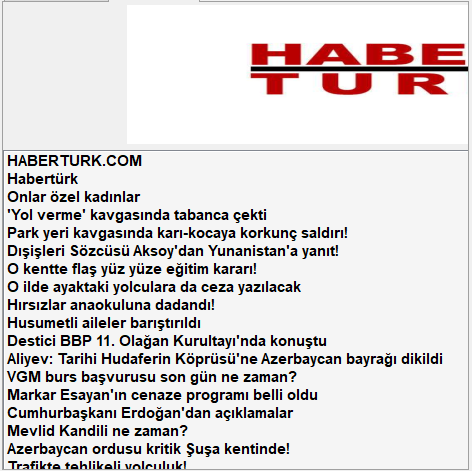 HABE
TUR
HABERTURK.COM
Habertürk
Onlar özel kadınlar
'Yol verme' kavgasında tabanca çekti
Park yeri kavgasında karı-kocaya korkunç saldırı!
Dışişleri Sözcüsü Aksoy'dan Yunanistan'a yanıt!
O kentte flaş yüz yüze eğitim kararı!
O ilde ayaktaki yolculara da ceza yazılacak
Hırsızlar anaokuluna dadandı!
Husumetli aileler barıştırıldı
Destici BBP 11. Olağan Kurultayı'nda konuştu
Aliyev: Tarihi Hudaferin Köprüsü'ne Azerbaycan bayrağı dikildi
VGM burs başvurusu son gün ne zaman?
Markar Esayan'ın cenaze programı belli oldu
Cumhurbaşkanı Erdoğan'dan açıklamalar
Mevlid Kandili ne zaman?
Azerbaycan ordusu kritik Şuşa kentinde!
Trafikte tehlikeli yolculuk!